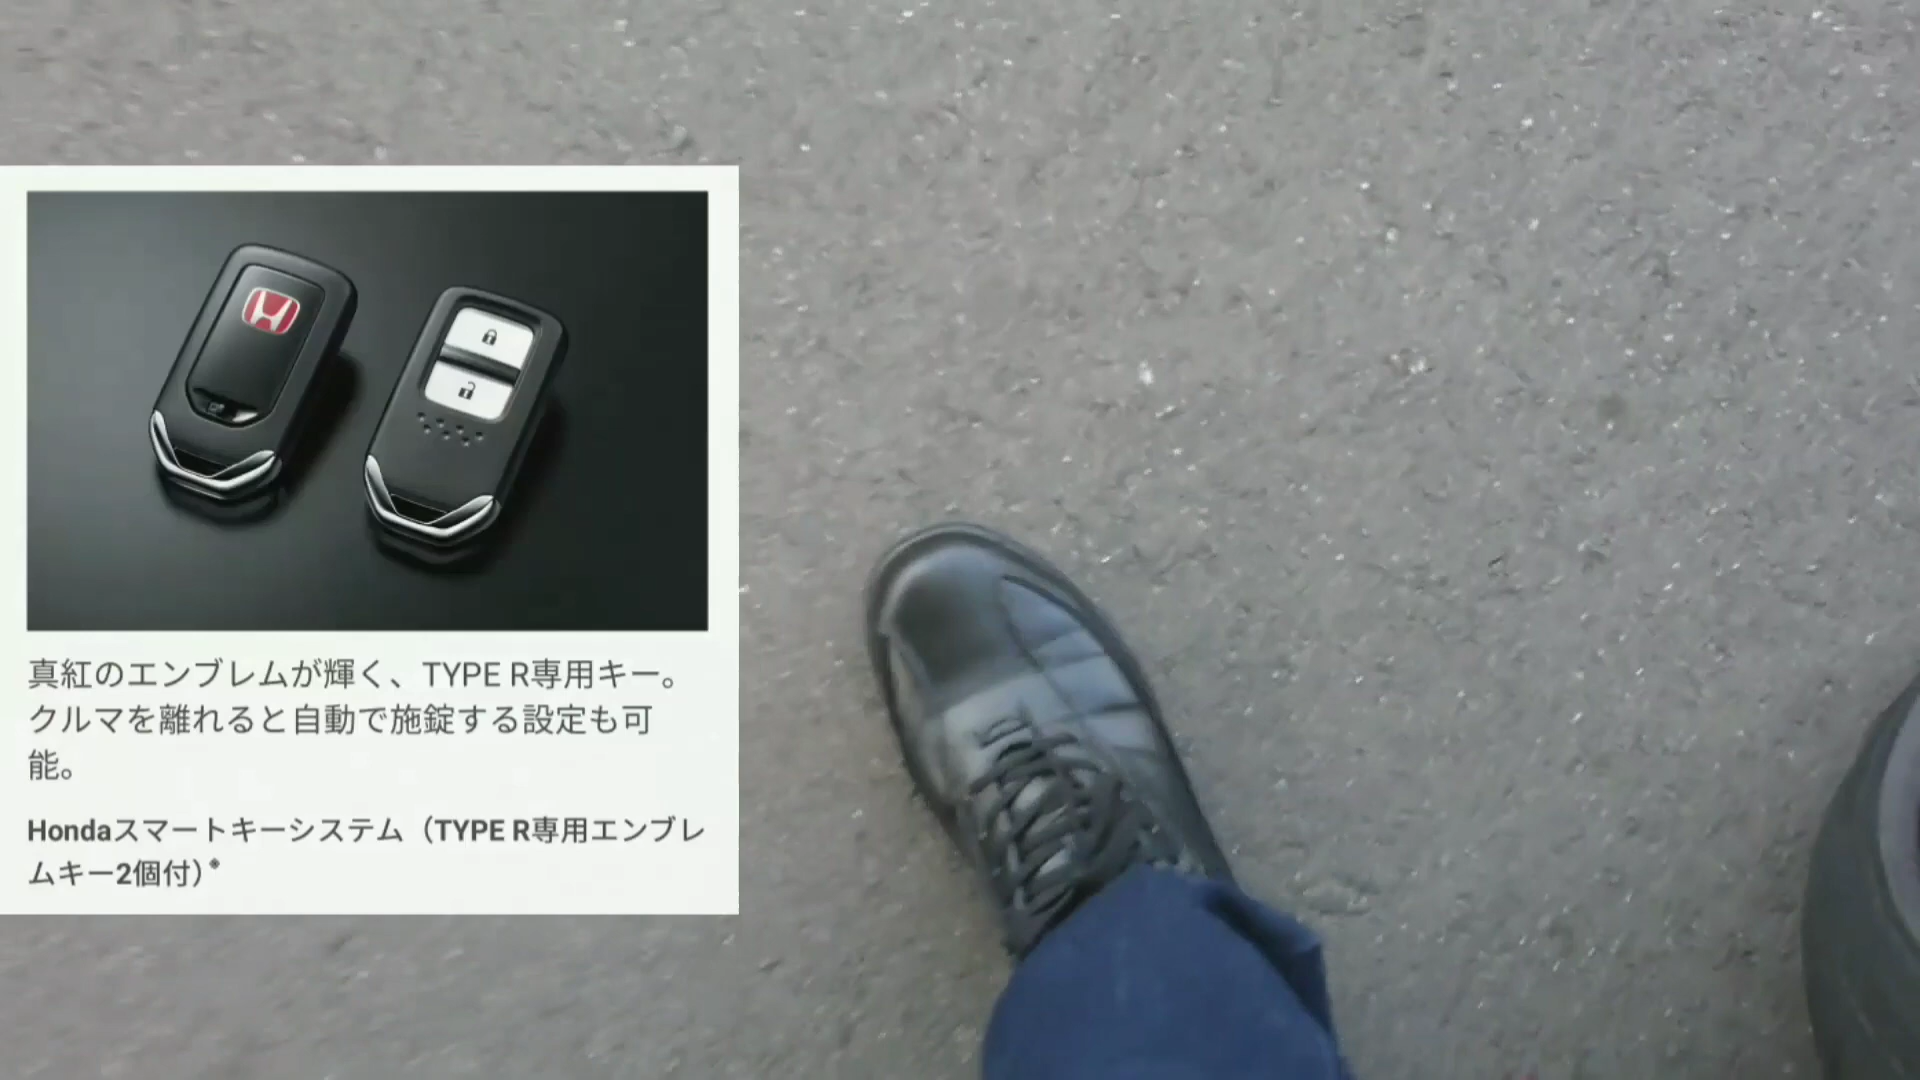 真紅のエンブレムが輝く、TYPE R専用キー。
クルマを離れると自動で施錠する設定も可
能。
Hondaスマートキーシステム（TYPE R専用エンブレ
ムキー2個付）※